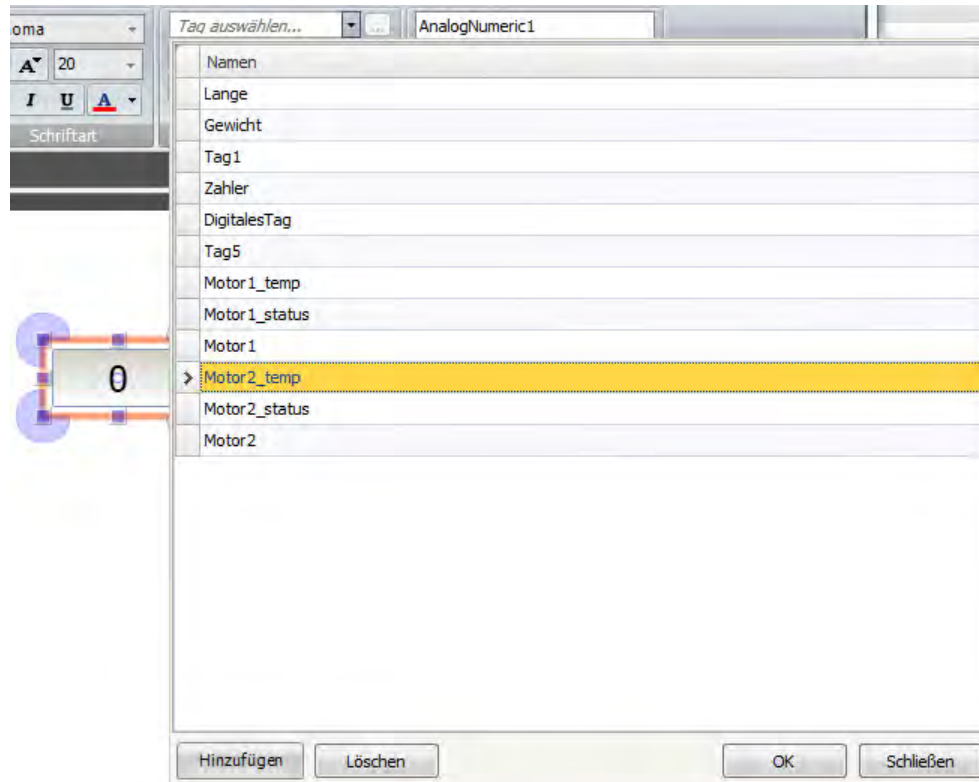 oma Tag auswählen... ... AnalogNumeric1
A 20
I U A
Schriftart
Namen
Lange
Gewicht
Tag1
Zahler
DigitalesTag
Tag5
Motor1_temp
Motor1_status
Motor1
0
Motor2_temp
Motor2_status
Motor2
Hinzufügen Löschen OK Schließen